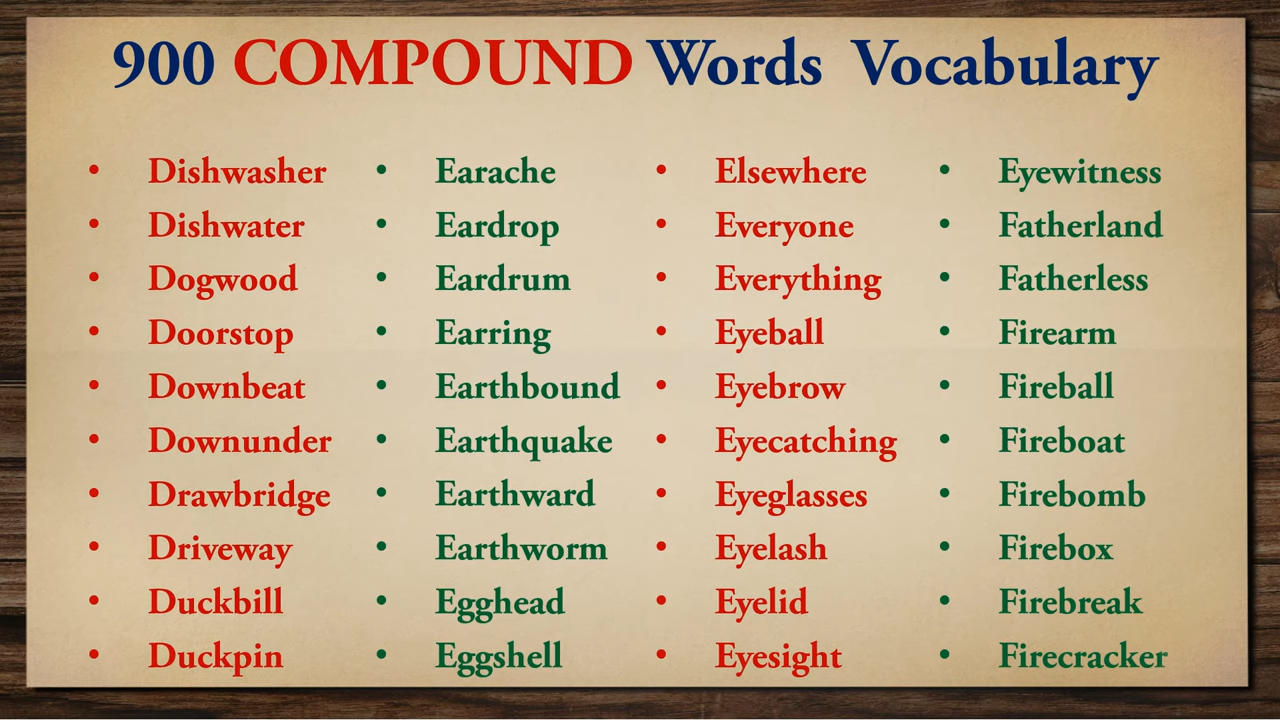 900 COMPOUND Words Vocabulary
• Dishwasher • Earache • Elsewhere • Eyewitness
• Dishwater • Eardrop • Everyone • Fatherland
• Dogwood • Eardrum • Everything • Fatherless
• Doorstop • Earring • Eyeball • Firearm
• Downbeat • Earthbound • Eyebrow • Fireball
• Downunder • Earthquake • Eyecatching • Fireboat
• Drawbridge • Earthward • Eyeglasses • Firebomb
• Driveway • Earthworm • Eyelash • Firebox
• Duckbill • Egghead • Eyelid • Firebreak
• Duckpin • Eggshell • Eyesight • Firecracker